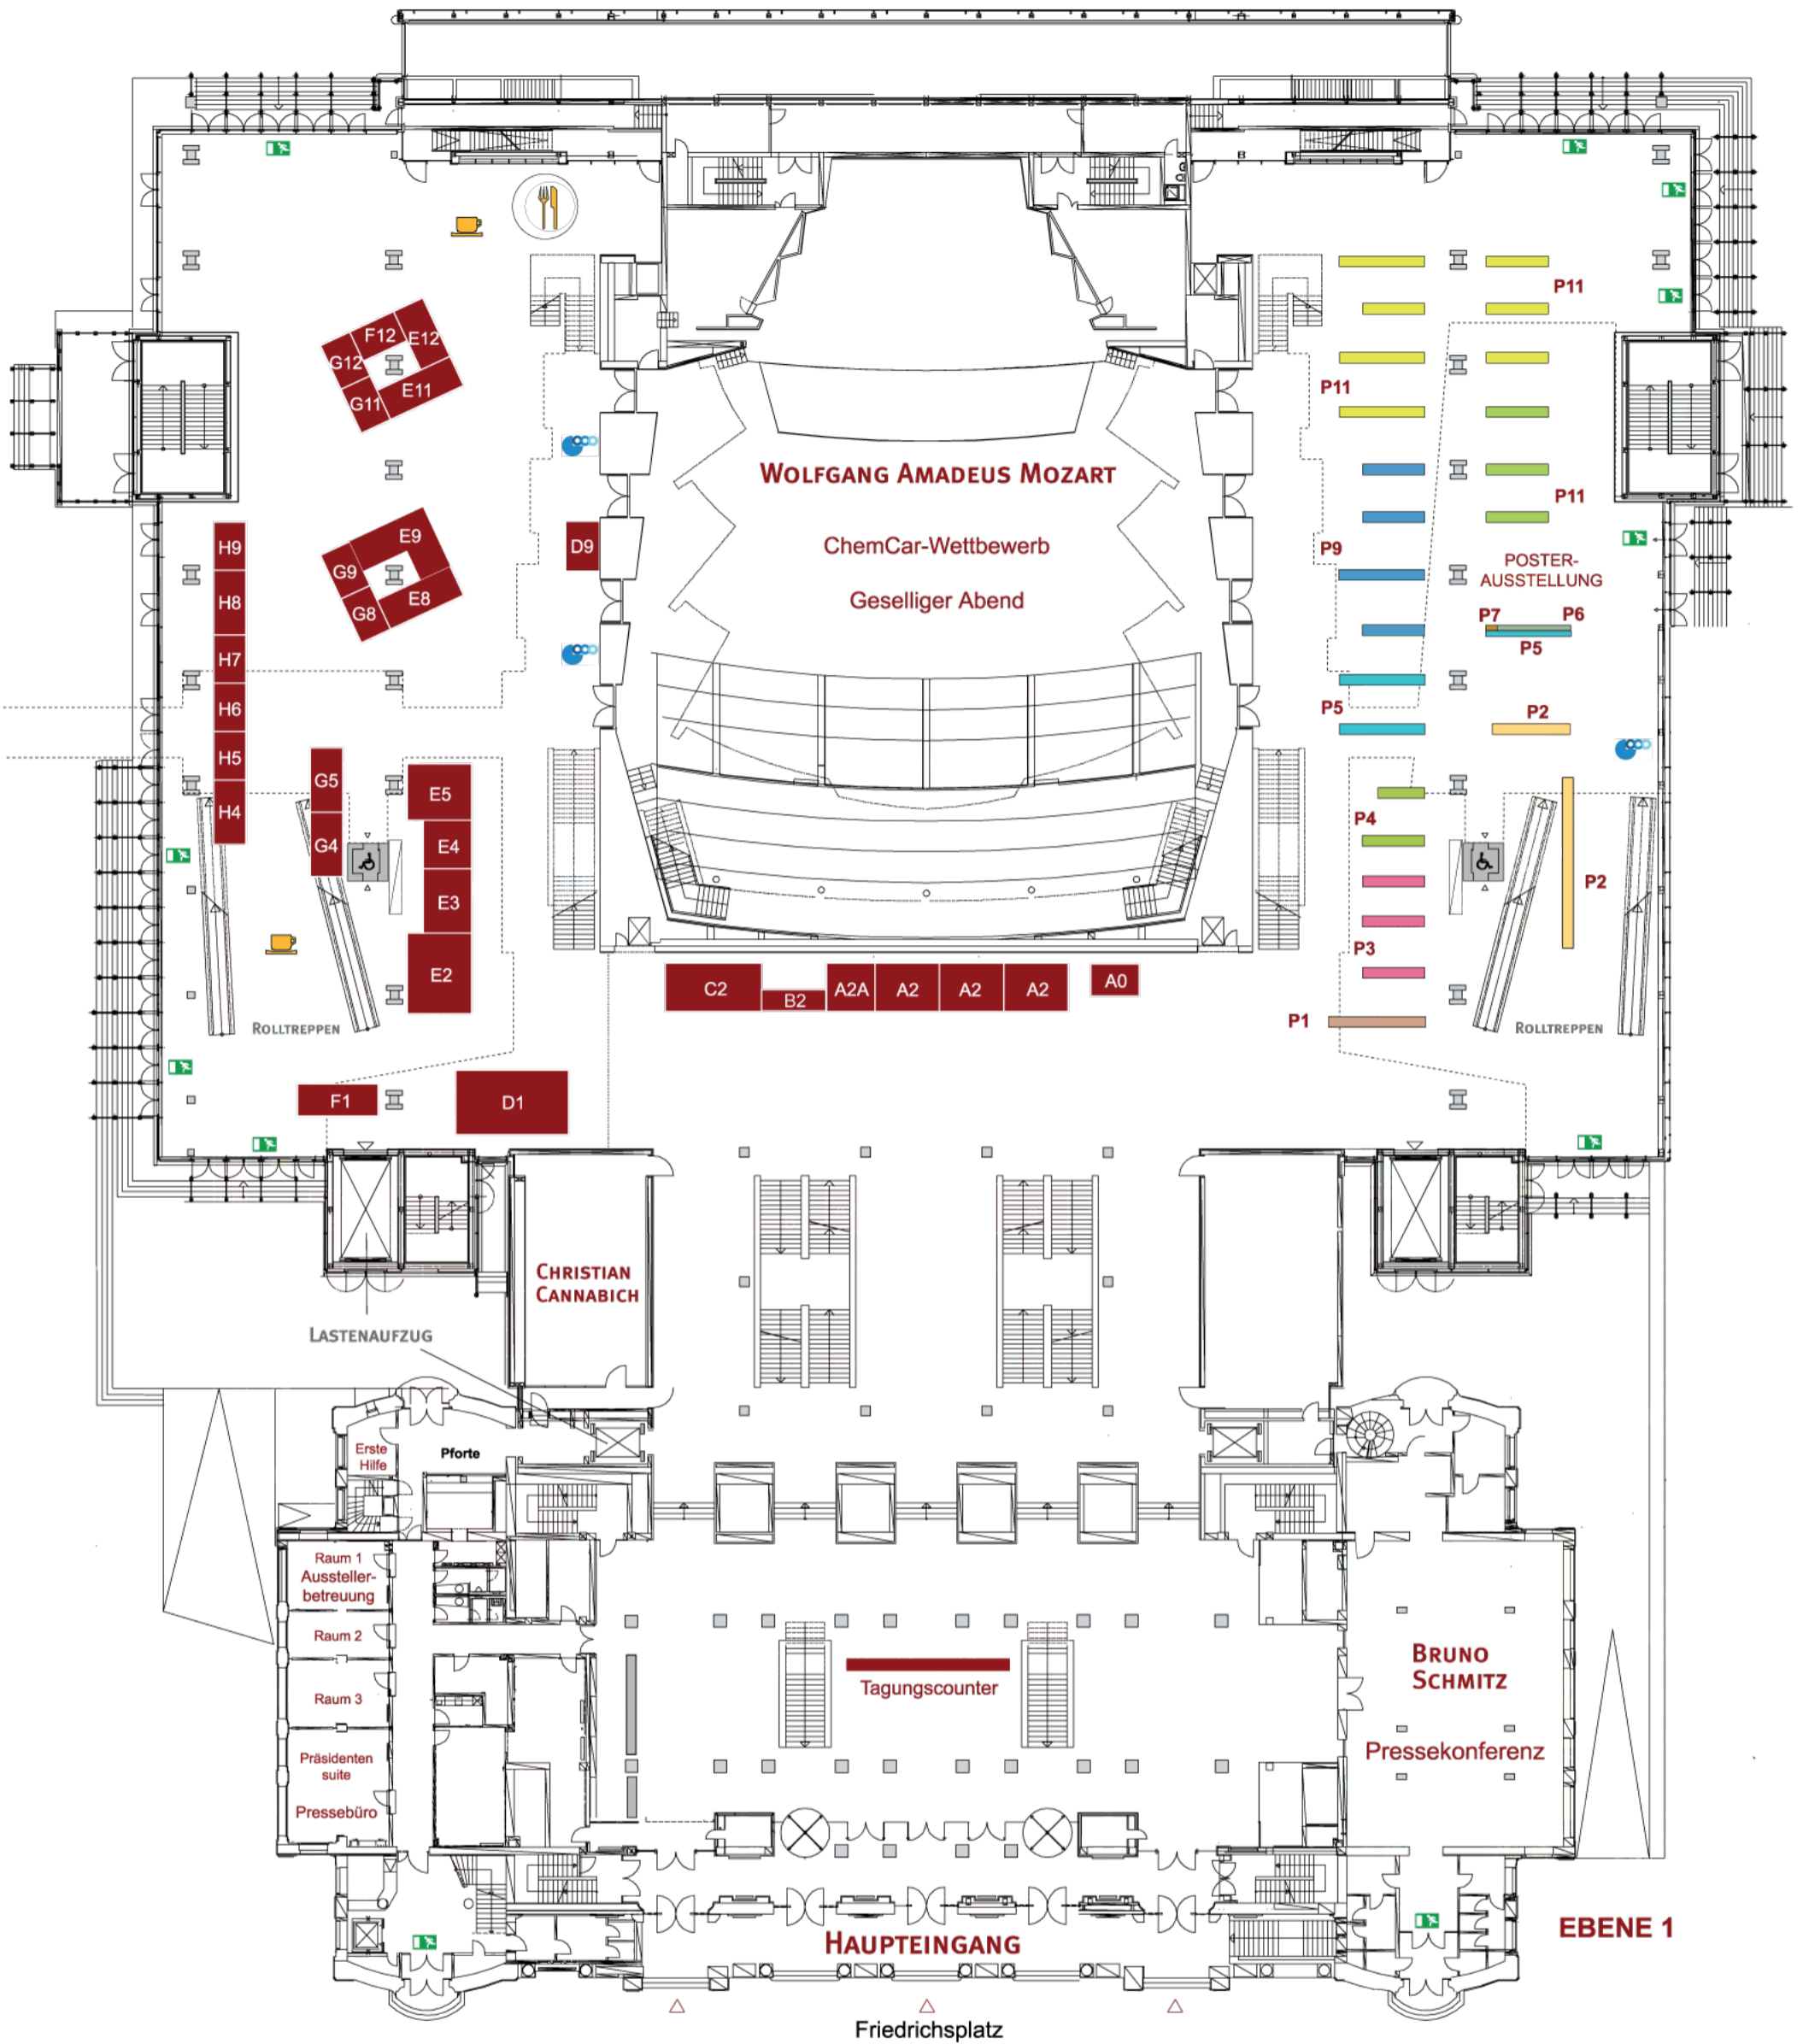 F12
E12
G12
E11
G11
P11
P11
WOLFGANG AMADEUS MOZART
P11
H9
E9
D9
ChemCar-Wettbewerb
P9
POSTER-
AUSSTELLUNG
G9
H8
E8
G8
Geselliger Abend
P7
P6
P5
H7
H6
P5
P2
H5
G5
E5
H4
G4
E4
P4
E3
P2
P3
E2
C2
B2
A2A
A2
A2
A2
A0
P1
ROLLTREPPEN
ROLLTREPPEN
F1
D1
CHRISTIAN
CANNABICH
LASTENAUFZUG
Erste
Hilfe
Pforte
Raum 1
Aussteller-
betreuung
Raum 2
Raum 3
Präsidenten
suite
Pressebüro
Tagungscounter
BRUNO
SCHMITZ
Pressekonferenz
HAUPTEINGANG
EBENE 1
Friedrichsplatz